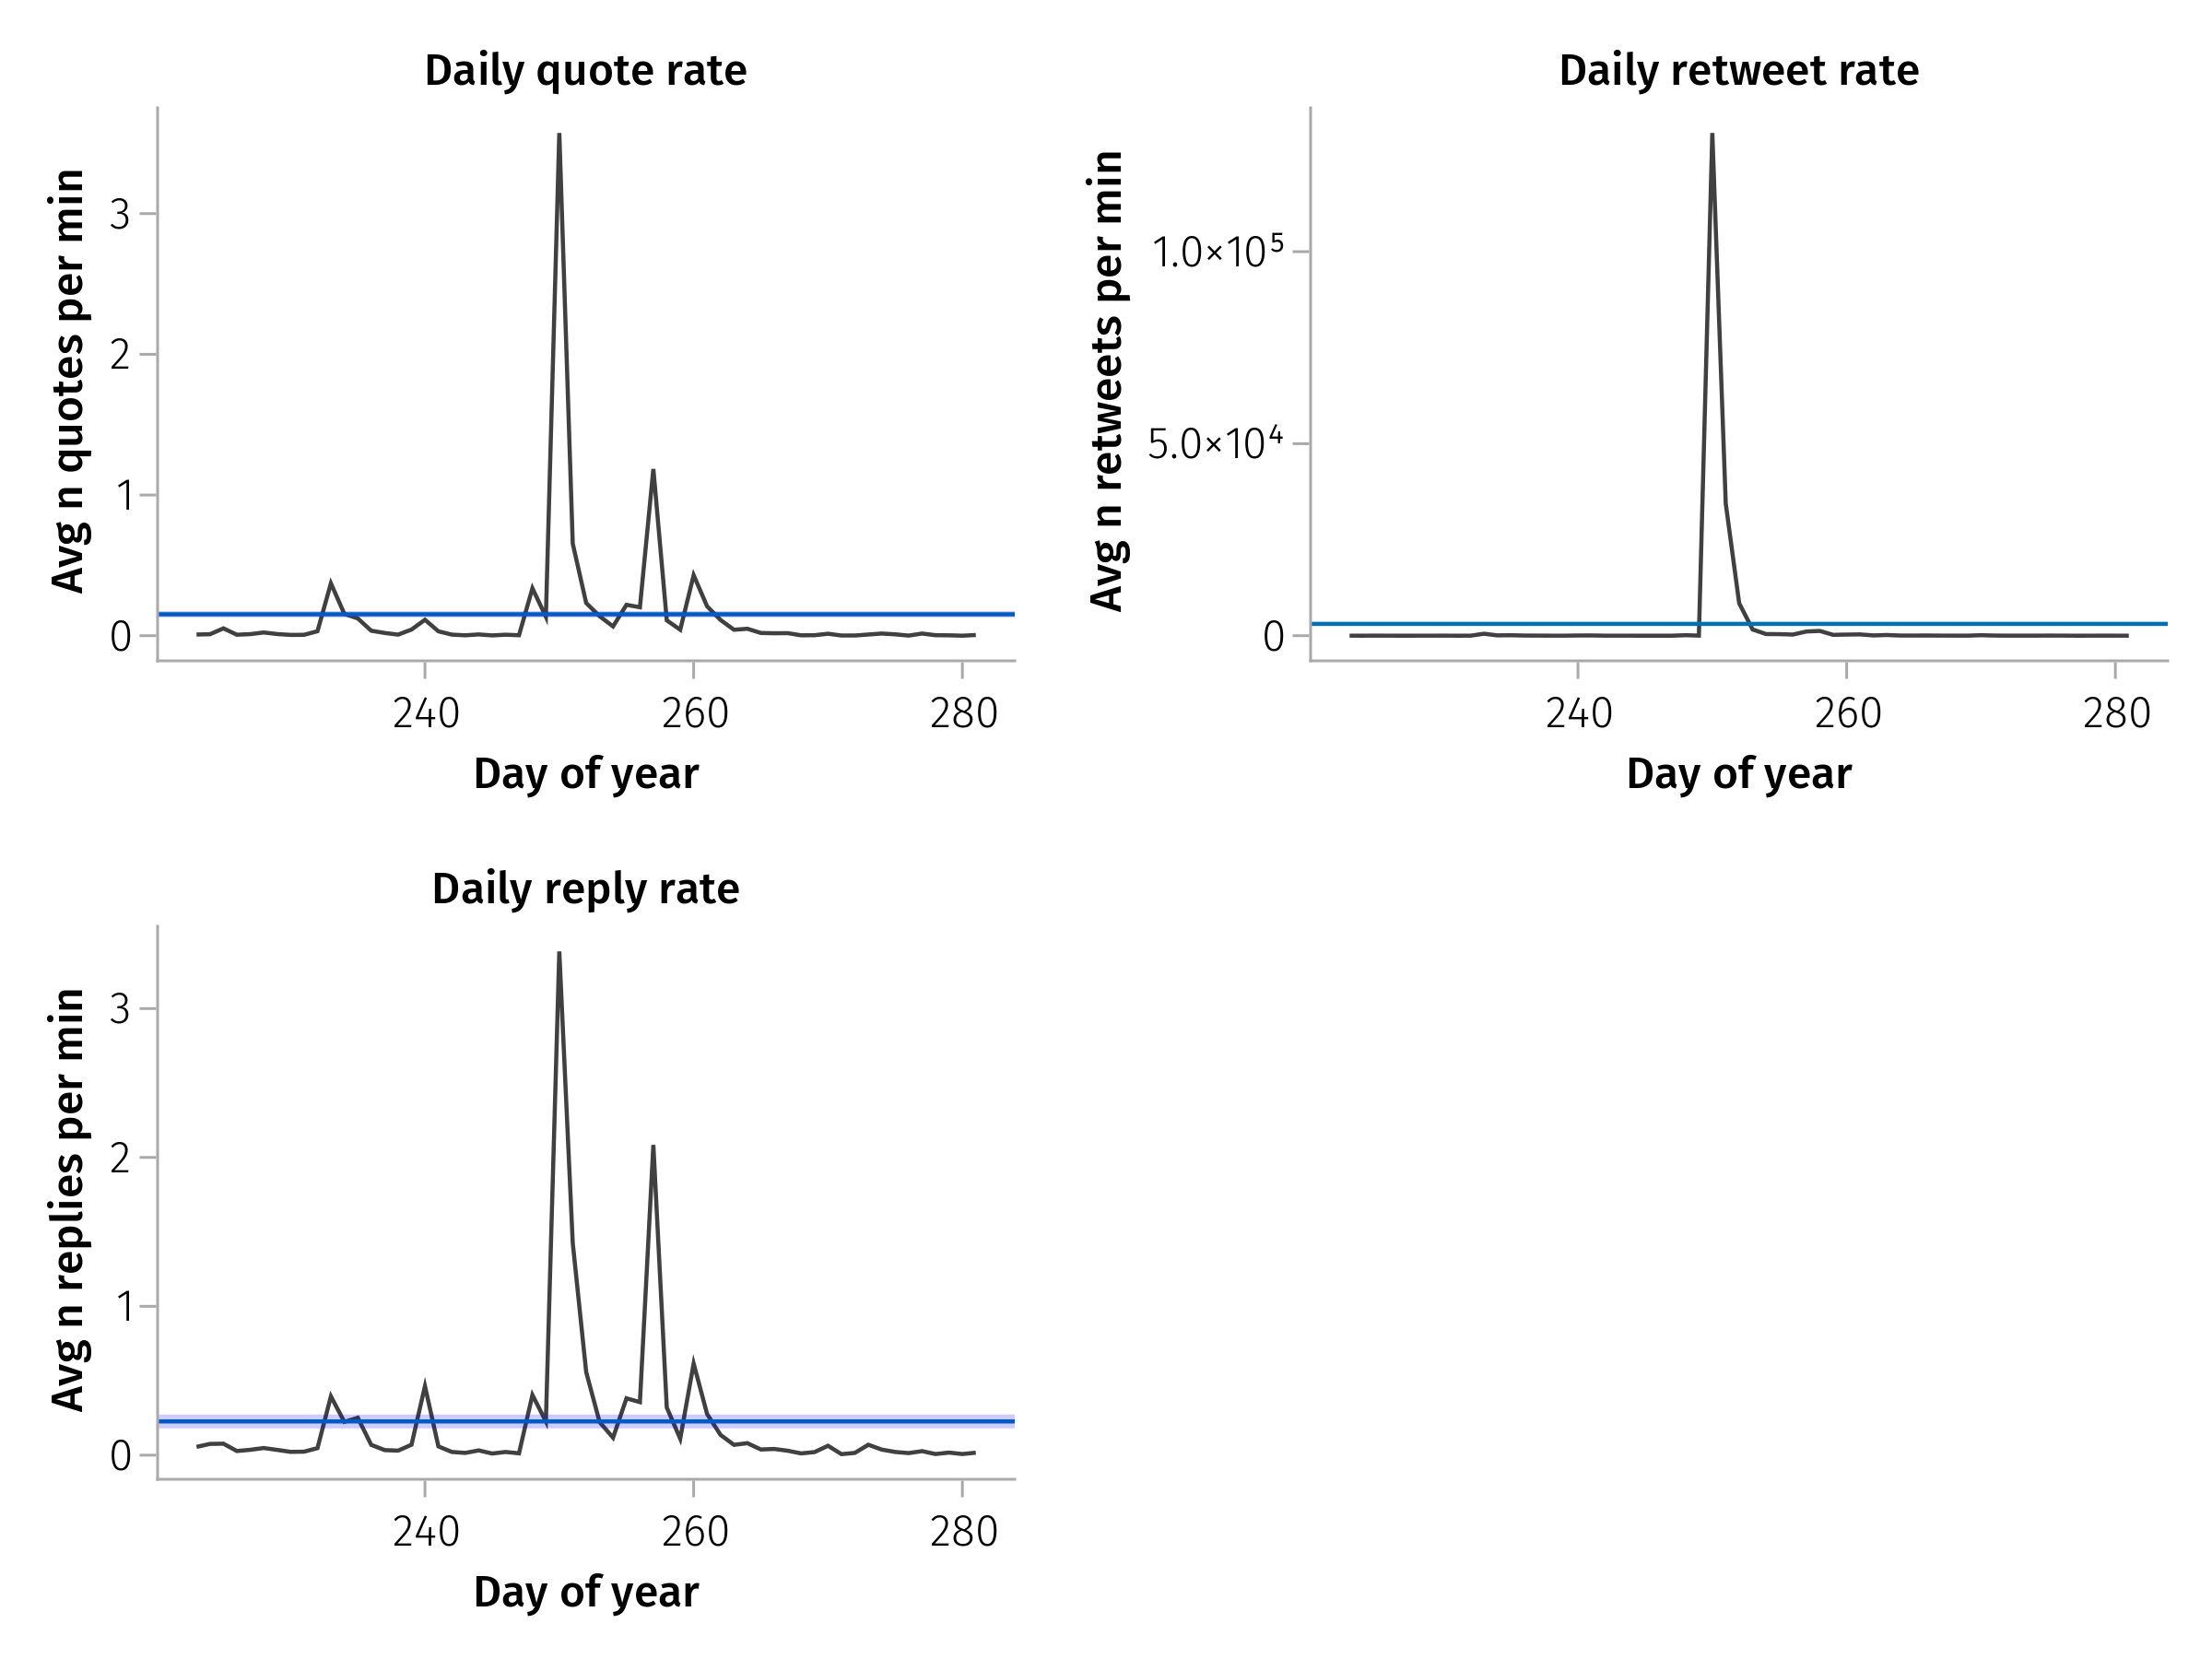 Daily quote rate
Avg n quotes per min
3
2
1
0
240 260 280
Day of year
Daily retweet rate
Avg n retweets per min
1.0×10⁵
5.0×10⁴
0
240 260 280
Day of year
Daily reply rate
Avg n replies per min
3
2
1
0
240 260 280
Day of year